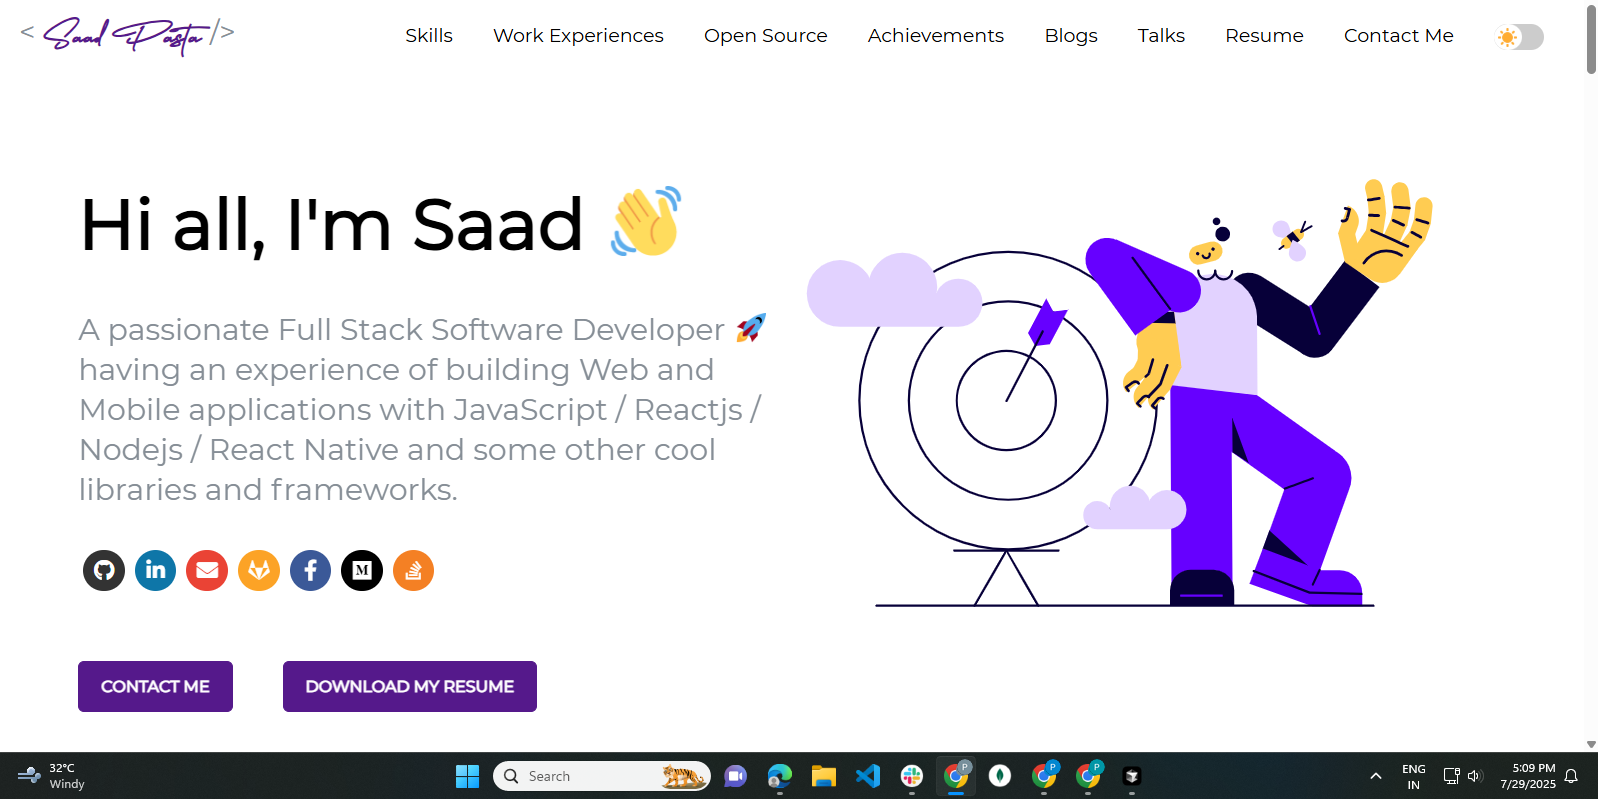 < Saad Pasta />
Skills
Work Experiences
Open Source
Achievements
Blogs
Talks
Resume
Contact Me
Hi all, I'm Saad 👋
A passionate Full Stack Software Developer 🚀
having an experience of building Web and
Mobile applications with JavaScript / Reactjs /
Nodejs / React Native and some other cool
libraries and frameworks.
in
f
M
CONTACT ME
DOWNLOAD MY RESUME
32°C
Windy
Search
P
P
P
ENG
IN
5:09 PM
7/29/2025